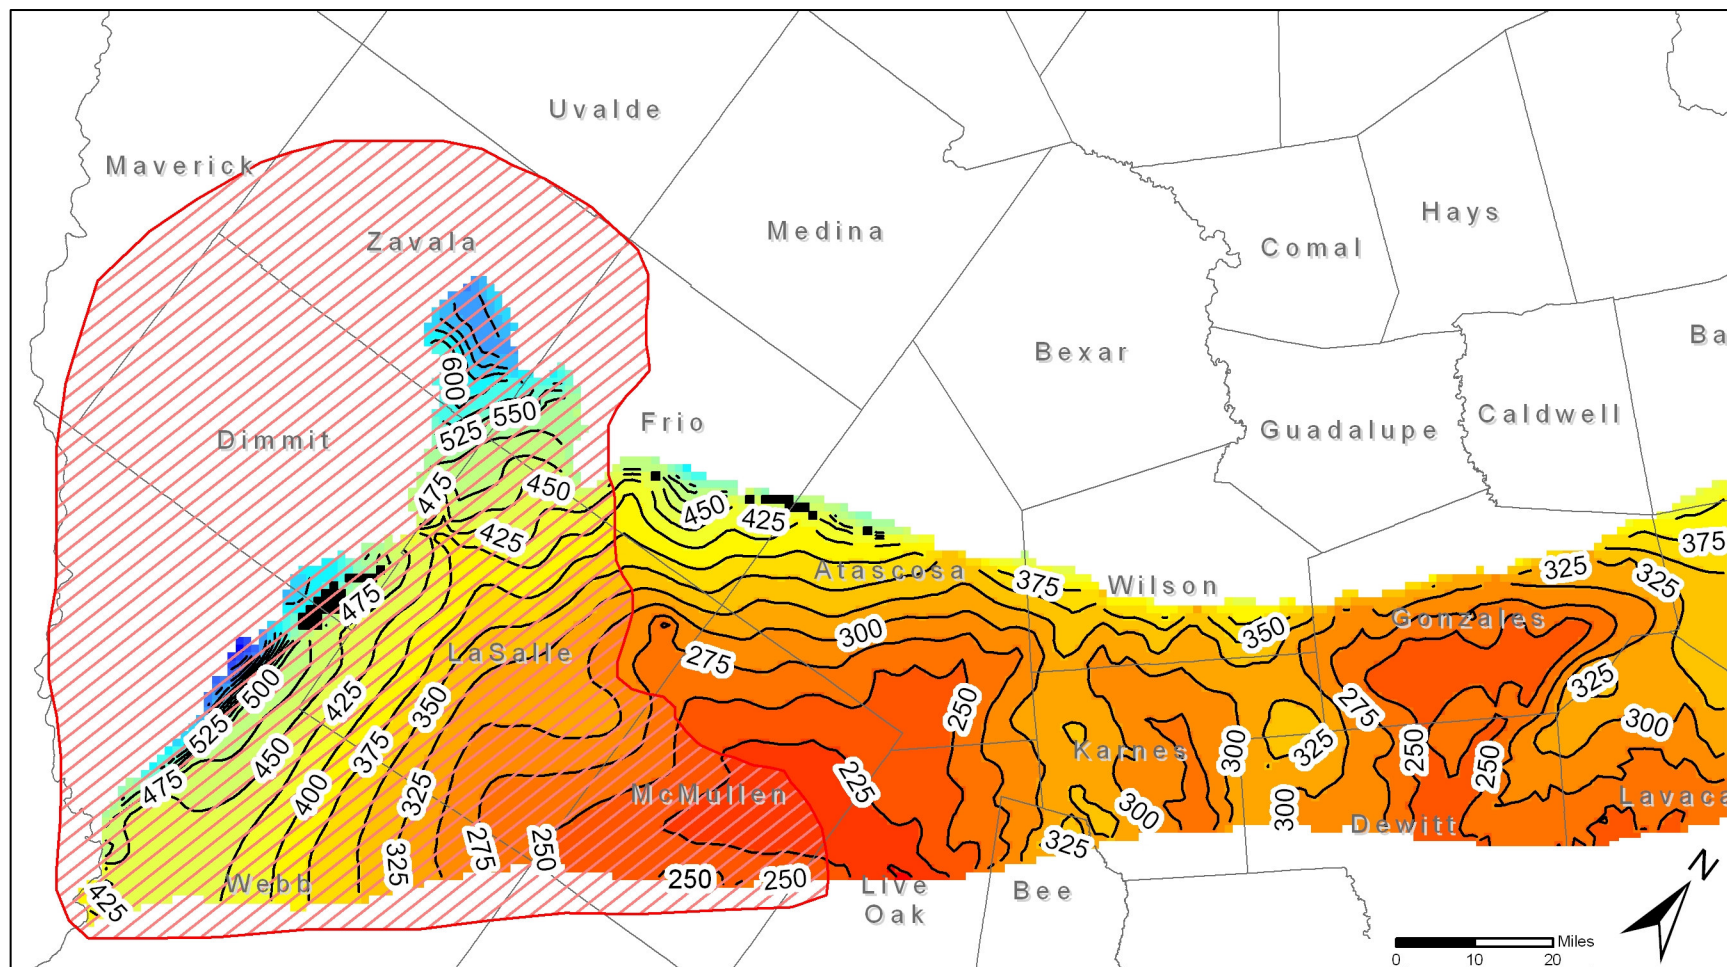 Uvalde
Maverick
Hays
Zavala
Medina
Comal
Ba
Bexar
600
550
Caldwell
Frio
525
Guadalupe
Dimmit
475
450
450
425
425
375
Atascosa
325
325
375
Wilson
475
Gonzales
300
350
LaSalle
275
325
500
425
350
250
275
300
525
450
375
Karnes
300
325
250
250
475
400
325
McMullen
225
300
300
Lavaca
Dewitt
325
275
250
325
Webb
250
250
Live
Oak
Bee
425
N
Miles
0 10 20